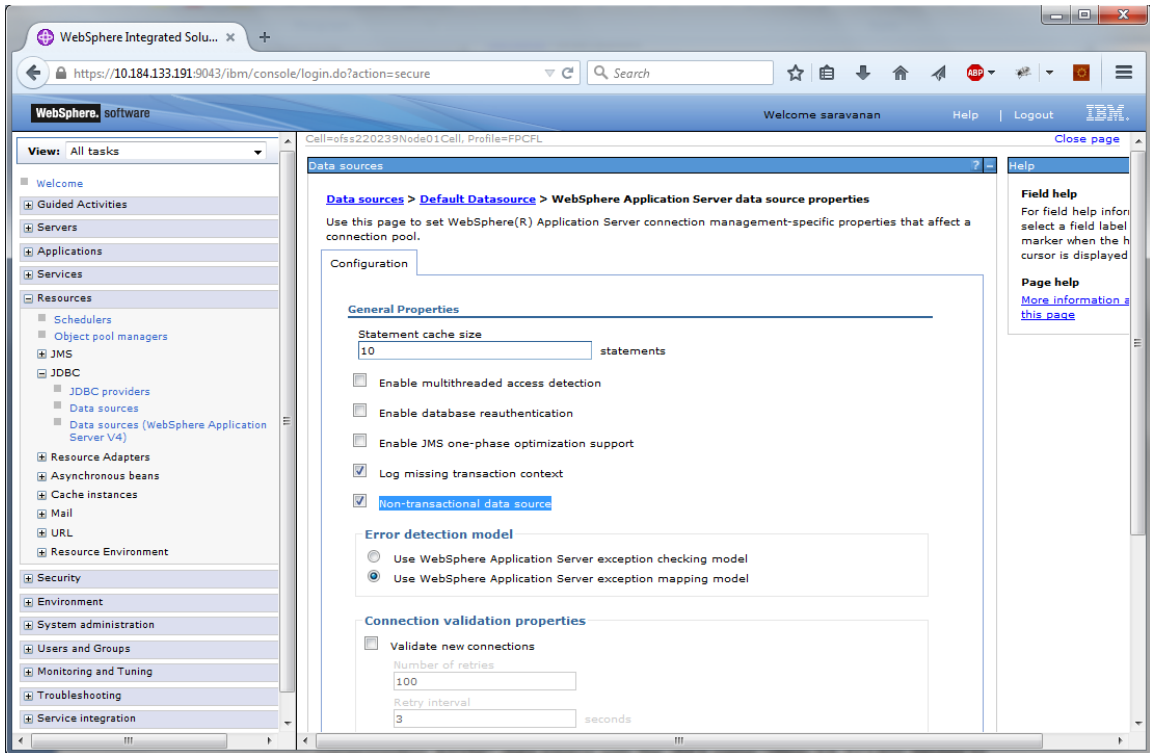 WebSphere Integrated Solu... × +
https://10.184.133.191:9043/ibm/console/login.do?action=secure
Search
ABP
WebSphere. software
Welcome saravanan
Help | Logout
IBM.
View: All tasks
Welcome
Guided Activities
Servers
Applications
Services
Resources
Schedulers
Object pool managers
JMS
JDBC
JDBC providers
Data sources
Data sources (WebSphere Application
Server V4)
Resource Adapters
Asynchronous beans
Cache instances
Mail
URL
Resource Environment
Security
Environment
System administration
Users and Groups
Monitoring and Tuning
Troubleshooting
Service integration
Cell=ofss220239Node01Cell, Profile=FPCFL
Close page
Data sources
? –
Data sources > Default Datasource > WebSphere Application Server data source properties
Use this page to set WebSphere(R) Application Server connection management-specific properties that affect a
connection pool.
Configuration
General Properties
Statement cache size
10 statements
Enable multithreaded access detection
Enable database reauthentication
Enable JMS one-phase optimization support
Log missing transaction context
Non-transactional data source
Error detection model
Use WebSphere Application Server exception checking model
Use WebSphere Application Server exception mapping model
Connection validation properties
Validate new connections
Number of retries
100
Retry interval
3 seconds
Help
Field help
For field help infor
select a field label
marker when the h
cursor is displayed
Page help
More information a
this page